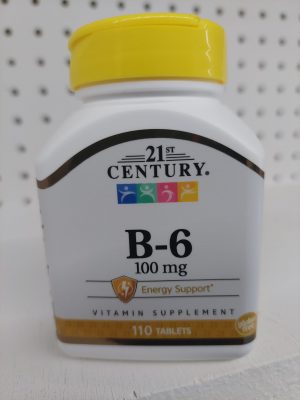 21ST
CENTURY®
B-6
100 mg
Energy Support*
VITAMIN SUPPLEMENT
110 TABLETS